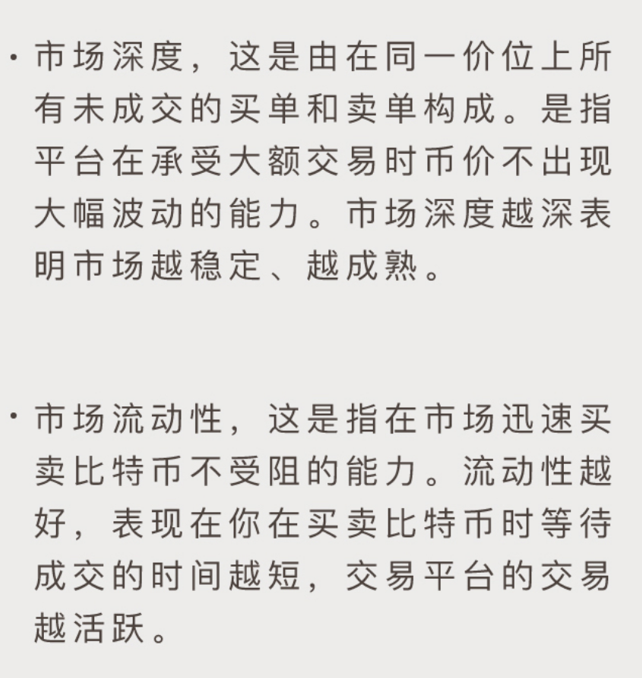 • 市场深度，这是由在同一价位上所
有未成交的买单和卖单构成。是指
平台在承受大额交易时币价不出现
大幅波动的能力。市场深度越深表
明市场越稳定、越成熟。
• 市场流动性，这是指在市场迅速买
卖比特币不受阻的能力。流动性越
好，表现在你在买卖比特币时等待
成交的时间越短，交易平台的交易
越活跃。